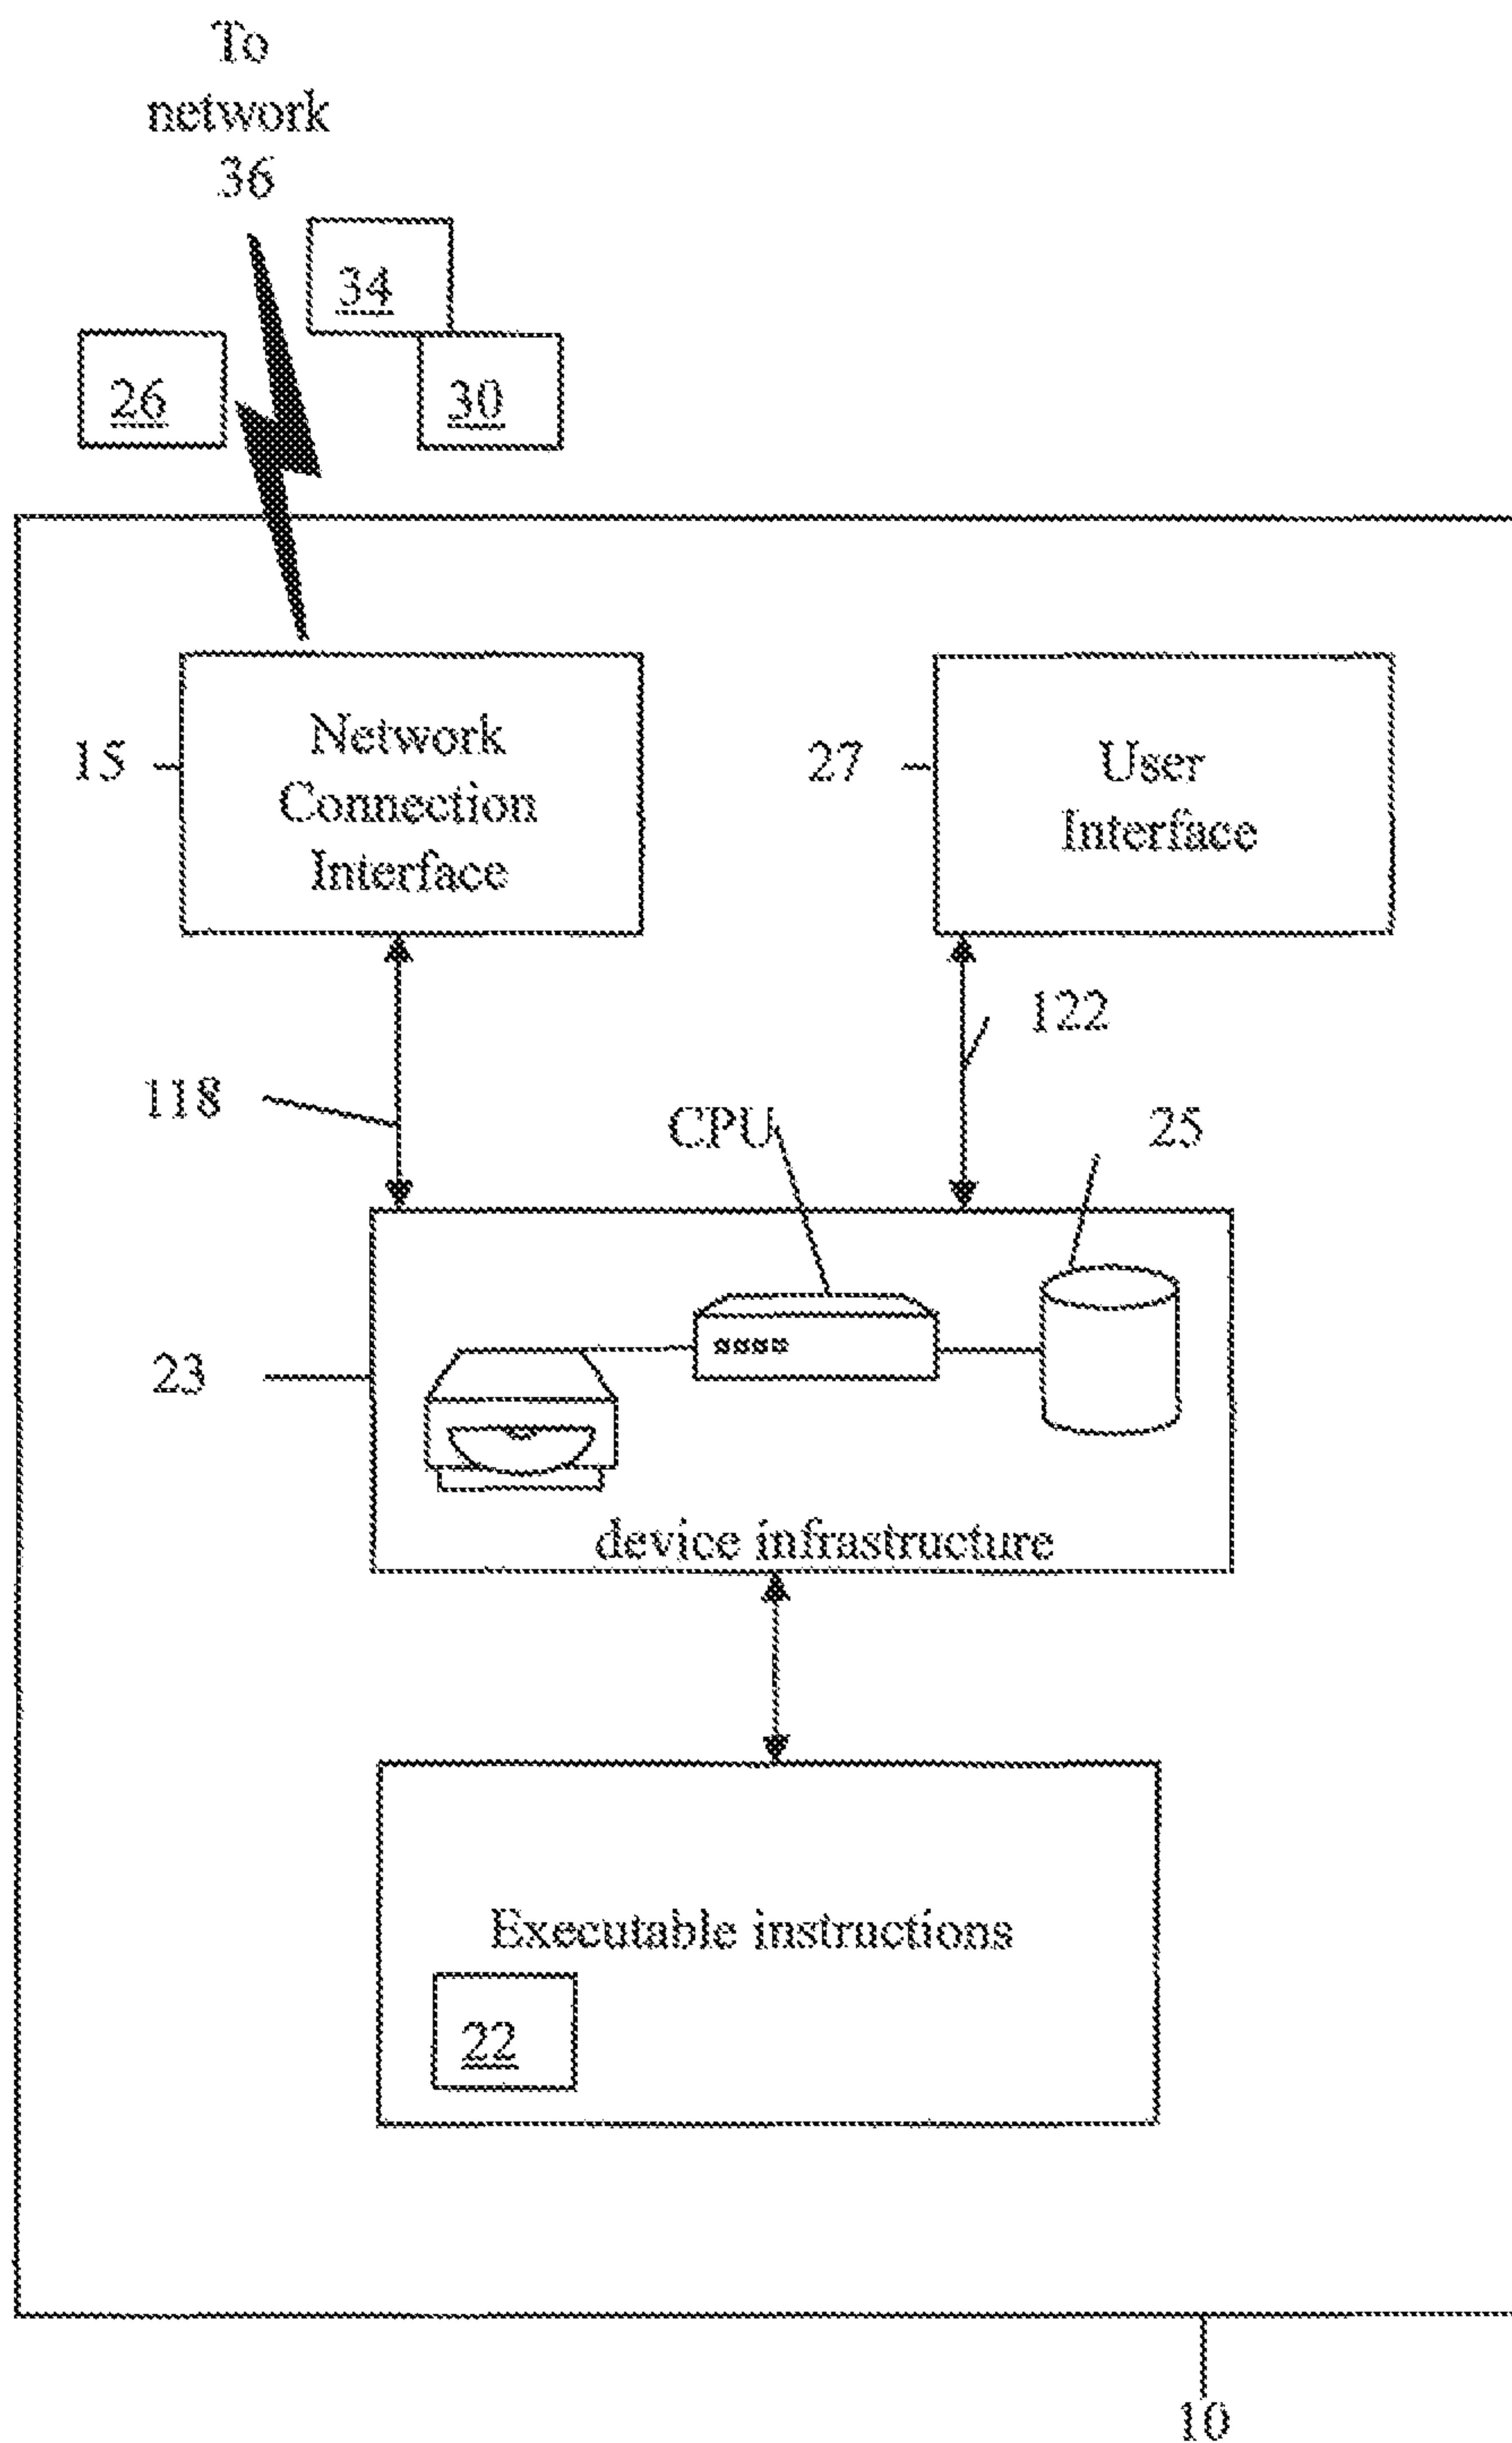 To
network
36
34
26
30
15
Network
Connection
Interface
27
User
Interface
122
118
CPU
25
23
device infrastructure
Executable instructions
22
10